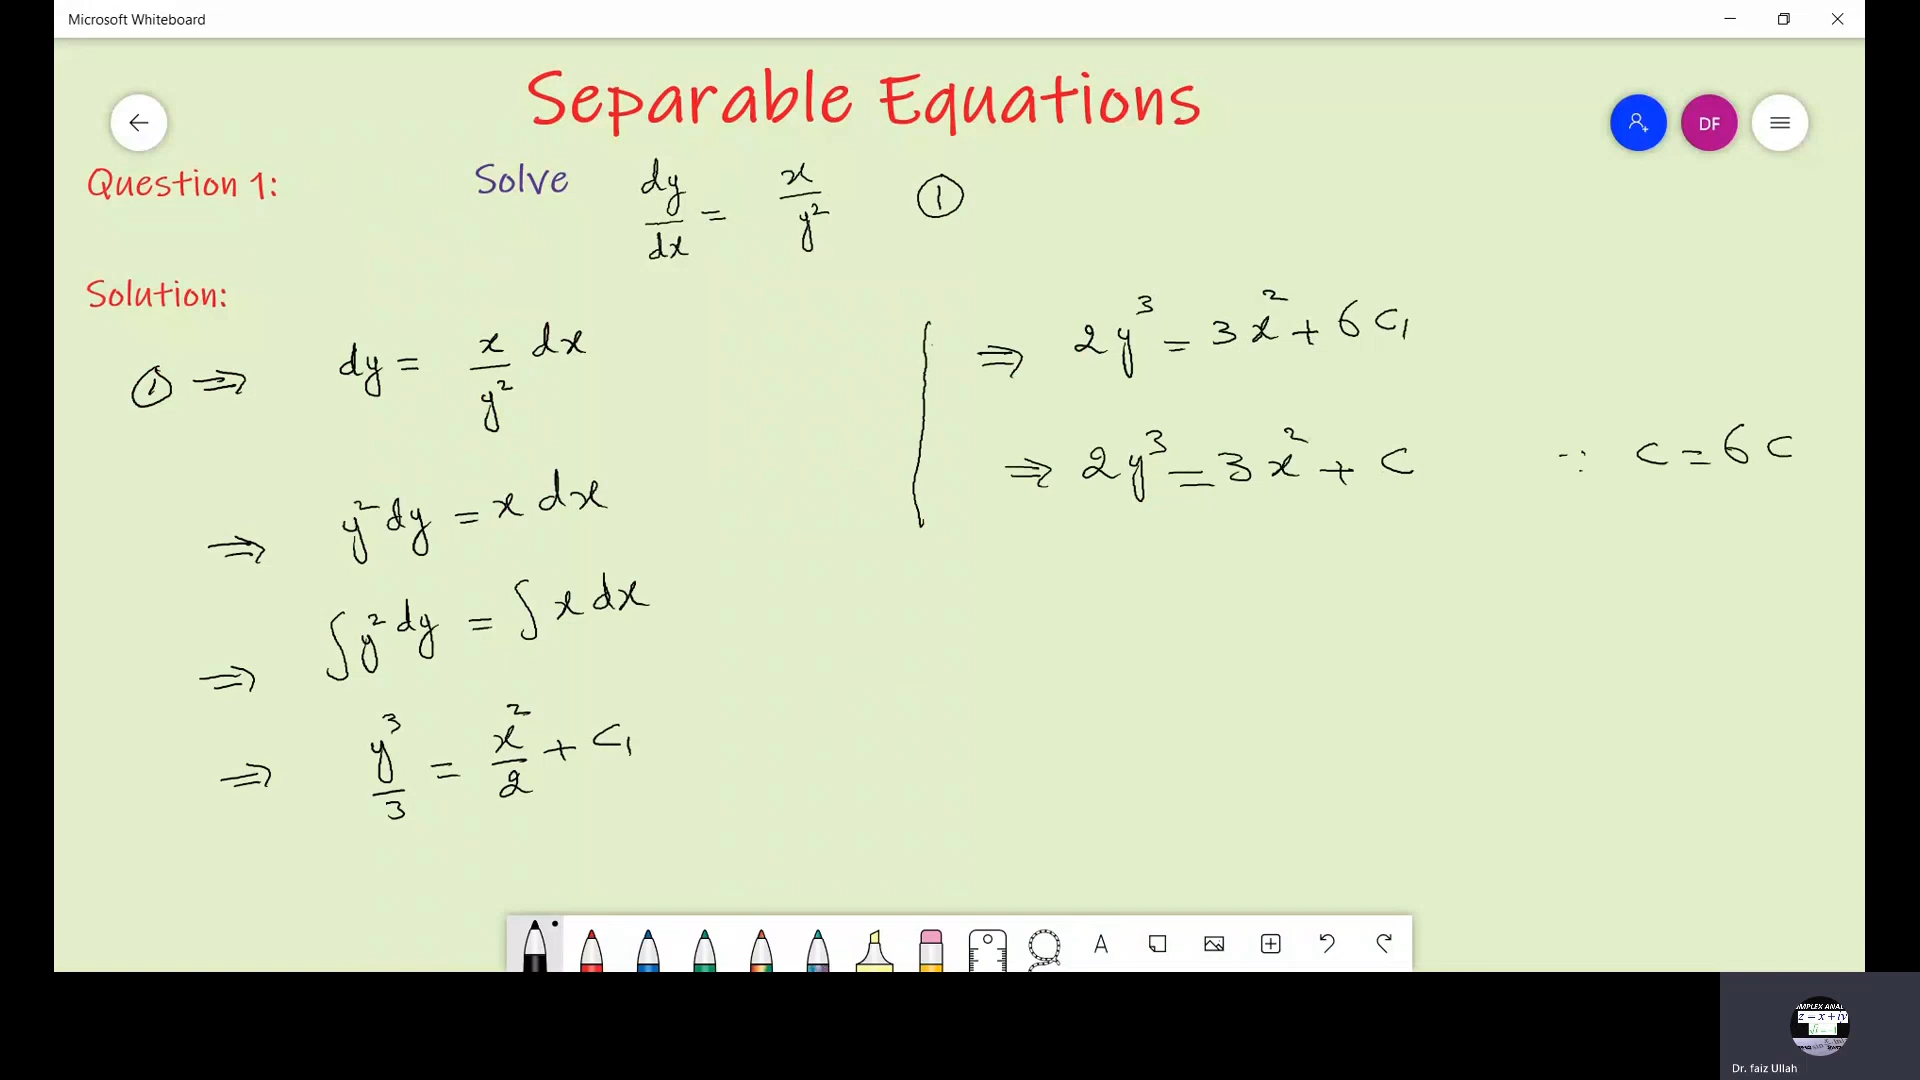 Microsoft Whiteboard
Separable Equations
DF
Question 1:
Solve dy/dx = x/y² ①
Solution:
① ⇒ dy = x/y² dx
⇒ y² dy = x dx
⇒ ∫y² dy = ∫x dx
⇒ y³/3 = x²/2 + c₁
⇒ 2y³ = 3x² + 6c₁
⇒ 2y³ = 3x² + c ∵ c = 6c
A
z = x + iy
Dr. faiz Ullah